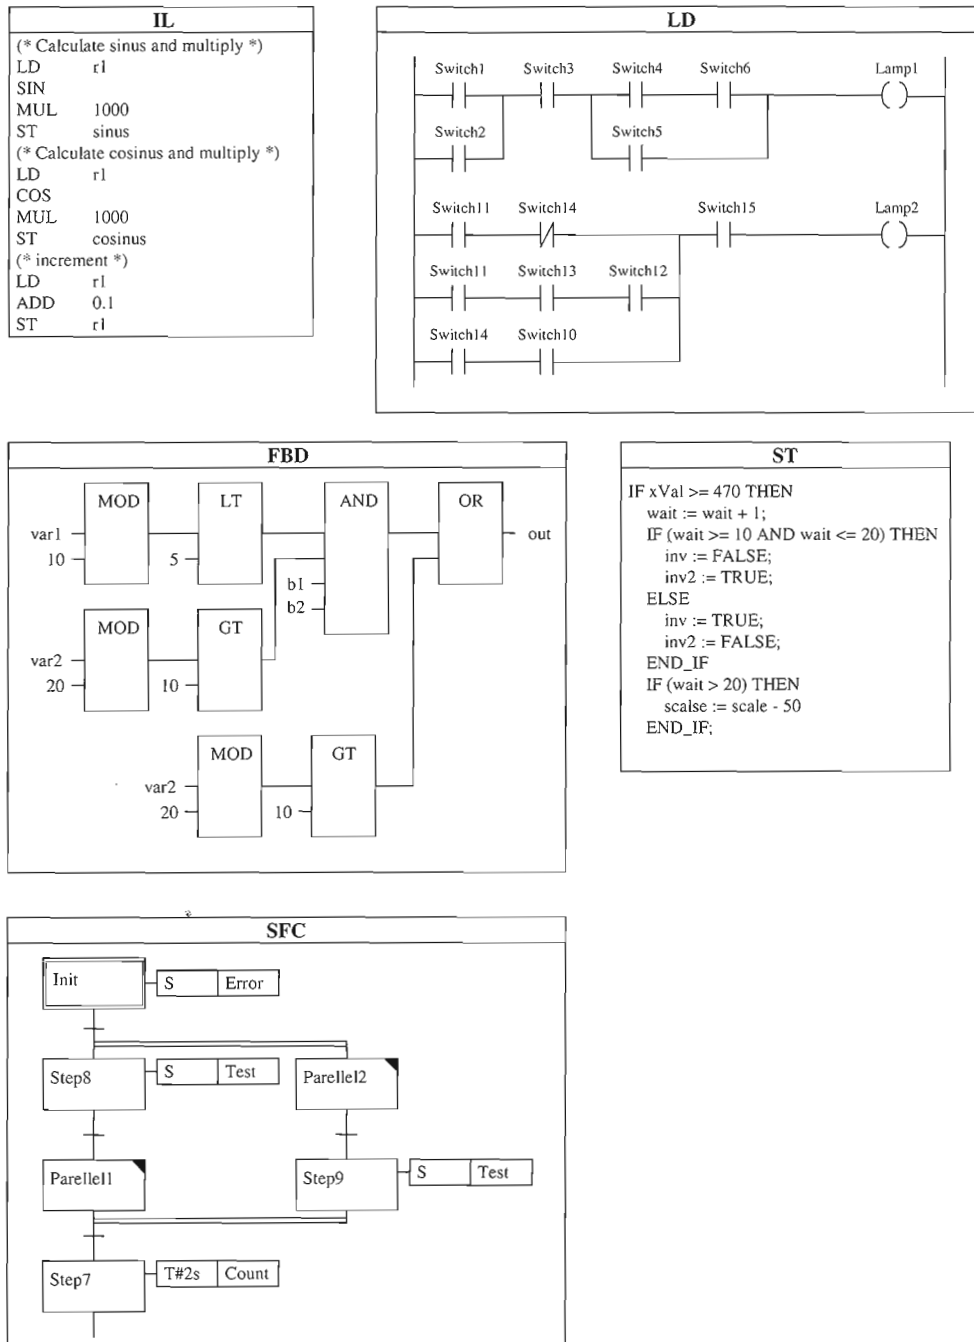 IL
(* Calculate sinus and multiply *)
LD r1
SIN
MUL 1000
ST sinus
(* Calculate cosinus and multiply *)
LD r1
COS
MUL 1000
ST cosinus
(* increment *)
LD r1
ADD 0.1
ST r1
LD
Switch1 Switch3 Switch4 Switch6 Lamp1
Switch2 Switch5
Switch11 Switch14 Switch15 Lamp2
Switch11 Switch13 Switch12
Switch14 Switch10
FBD
MOD LT AND OR
var1 out
10 5
b1
b2
MOD GT
var2
20 10
MOD GT
var2
20 10
ST
IF xVal >= 470 THEN
wait := wait + 1;
IF (wait >= 10 AND wait <= 20) THEN
inv := FALSE;
inv2 := TRUE;
ELSE
inv := TRUE;
inv2 := FALSE;
END_IF
IF (wait > 20) THEN
scalse := scale - 50
END_IF;
SFC
Init S Error
Step8 S Test Parellel2
Parellel1 Step9 S Test
Step7 T#2s Count